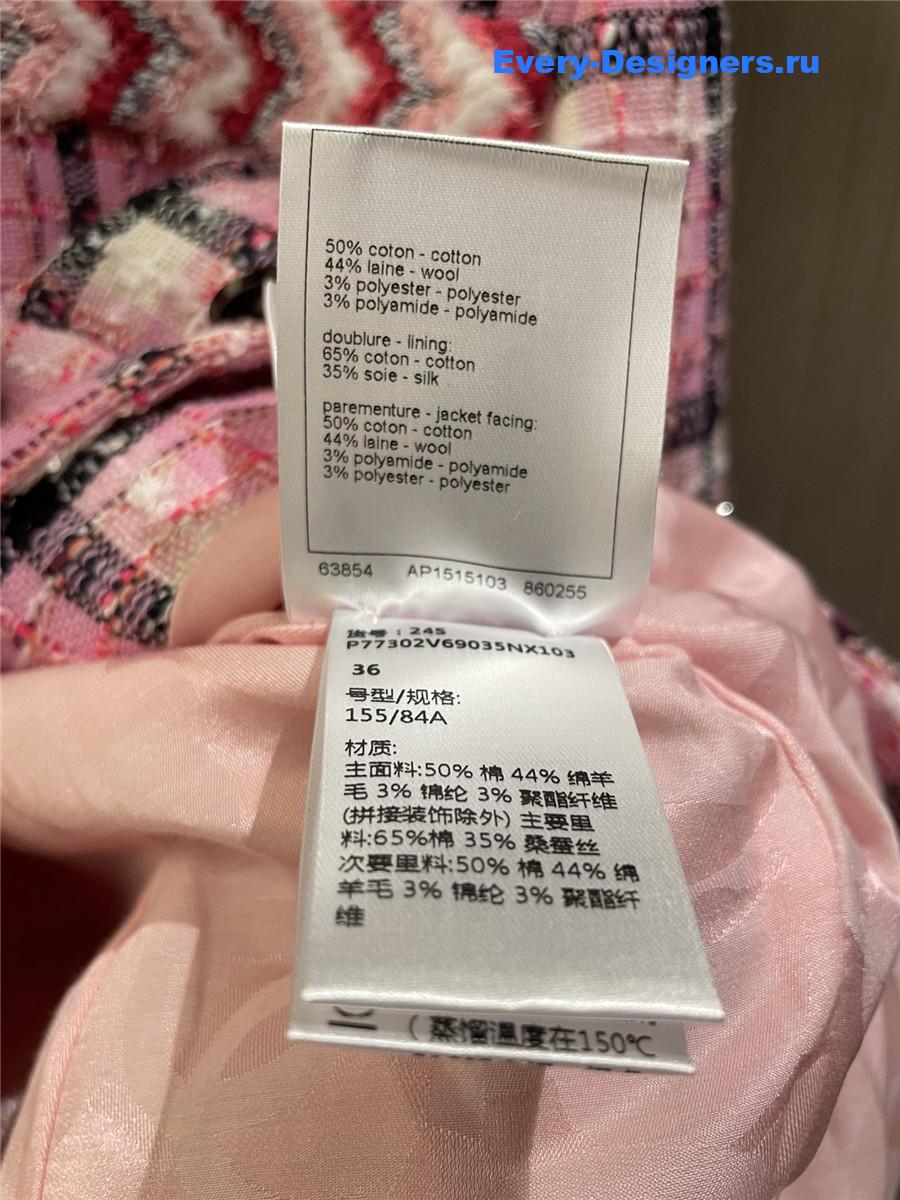 Every-Designers.ru
50% coton - cotton
44% laine - wool
3% polyester - polyester
3% polyamide - polyamide
doublure - lining:
65% coton - cotton
35% soie - silk
parementure - jacket facing:
50% coton - cotton
44% laine - wool
3% polyamide - polyamide
3% polyester - polyester
63854 AP1515103 860255
货号 : 24S
P77302V69035NX103
36
号型/规格:
155/84A
材质:
主面料:50% 棉 44% 绵羊
毛 3% 锦纶 3% 聚酯纤维
(拼接装饰除外) 主要里
料:65%棉 35% 桑蚕丝
次要里料:50% 棉 44% 绵
羊毛 3% 锦纶 3% 聚酯纤
维
温度在150℃